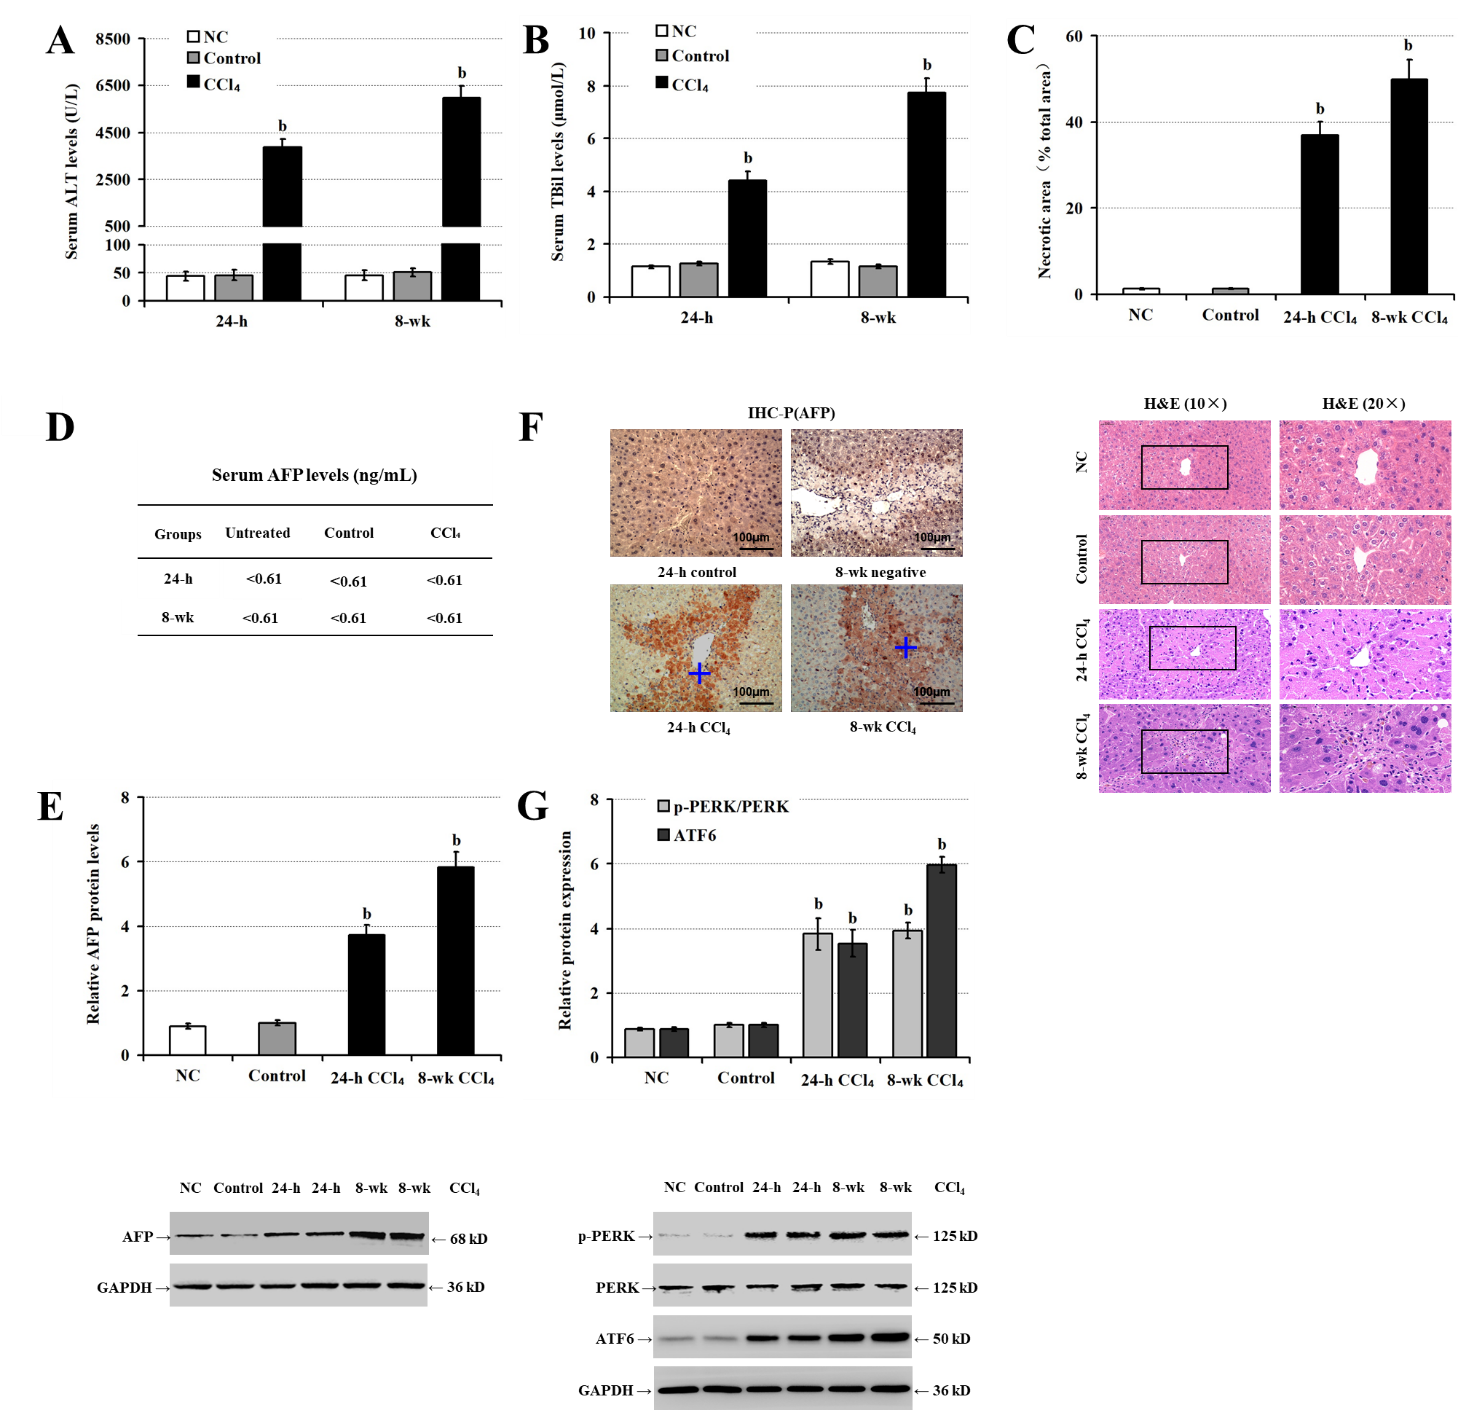 A
Serum ALT levels (U/L)
8500
6500
4500
2500
500
100
50
0
NC
Control
CCl₄
b
b
24-h
8-wk
B
Serum TBil levels (μmol/L)
10
8
6
4
2
0
NC
Control
CCl₄
b
b
24-h
8-wk
C
Necrotic area（% total area）
60
40
20
0
b
b
NC
Control
24-h CCl₄
8-wk CCl₄
H&E (10×)
H&E (20×)
NC
Control
24-h CCl₄
8-wk CCl₄
D
Serum AFP levels (ng/mL)
Groups Untreated Control CCl₄
24-h <0.61 <0.61 <0.61
8-wk <0.61 <0.61 <0.61
F
IHC-P(AFP)
100μm
100μm
24-h control
8-wk negative
100μm
100μm
24-h CCl₄
8-wk CCl₄
E
Relative AFP protein levels
8
6
4
2
0
b
b
NC
Control
24-h CCl₄
8-wk CCl₄
NC Control 24-h 24-h 8-wk 8-wk CCl₄
AFP → ← 68 kD
GAPDH → ← 36 kD
G
Relative protein expression
8
6
4
2
0
p-PERK/PERK
ATF6
b
b
b
b
NC
Control
24-h CCl₄
8-wk CCl₄
NC Control 24-h 24-h 8-wk 8-wk CCl₄
p-PERK → ← 125 kD
PERK → ← 125 kD
ATF6 → ← 50 kD
GAPDH → ← 36 kD